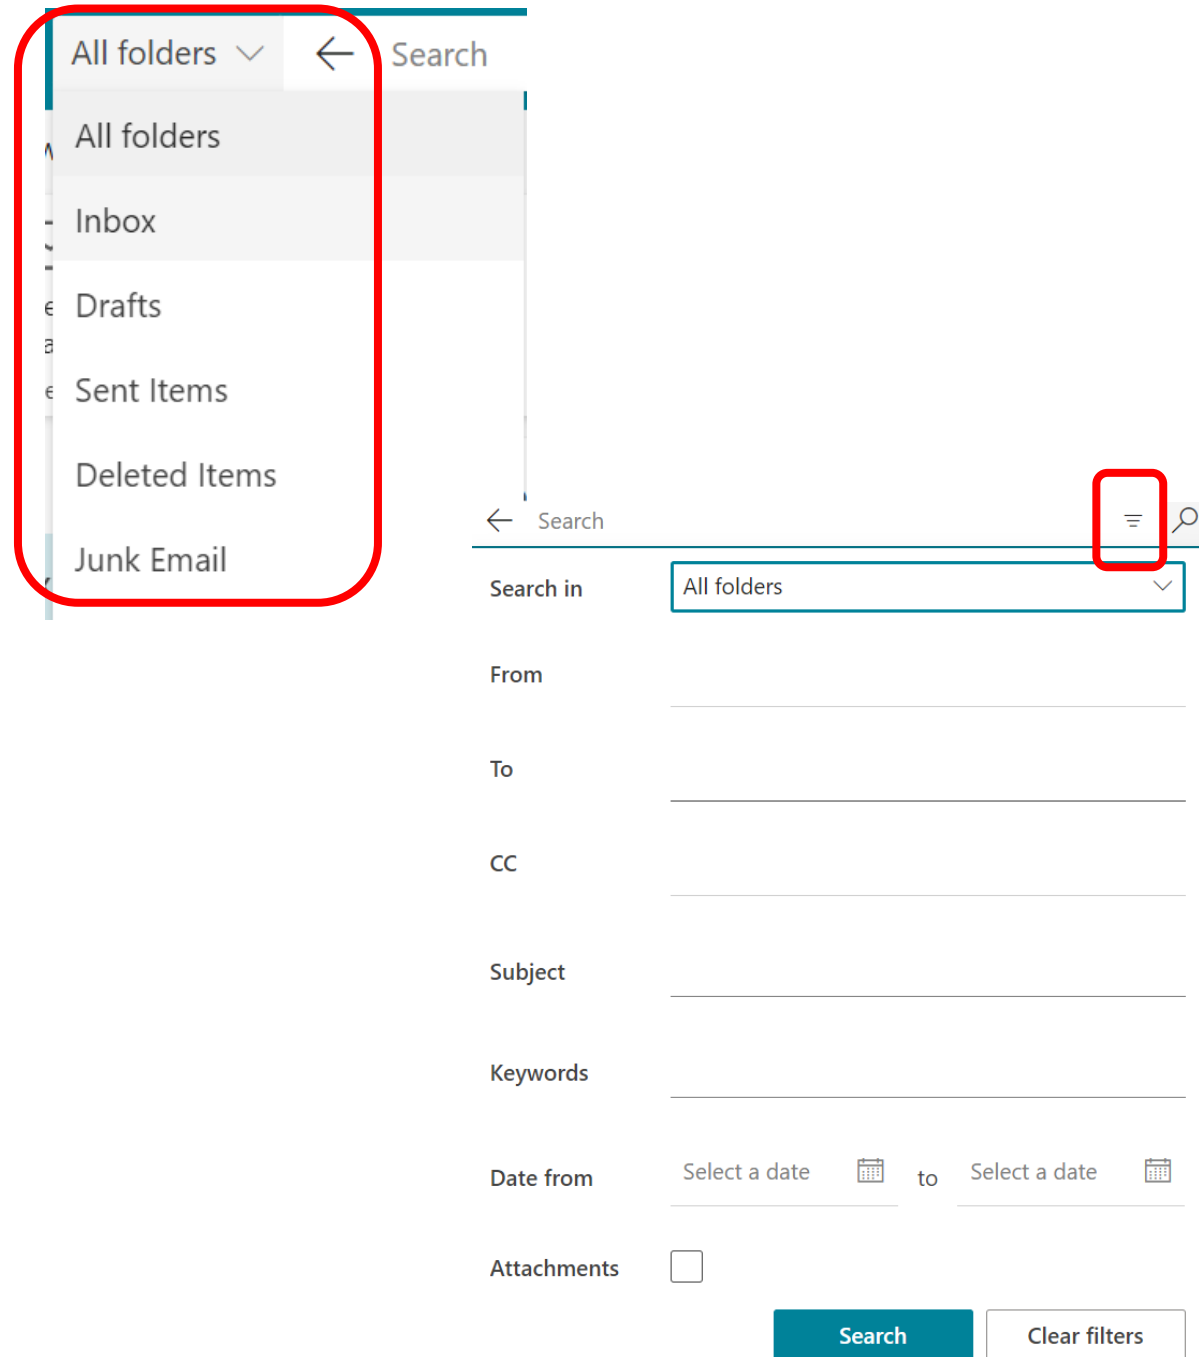 All folders Search
All folders
Inbox
Drafts
Sent Items
Deleted Items
Junk Email
Search
Search in All folders
From
To
CC
Subject
Keywords
Date from Select a date to Select a date
Attachments
Search Clear filters